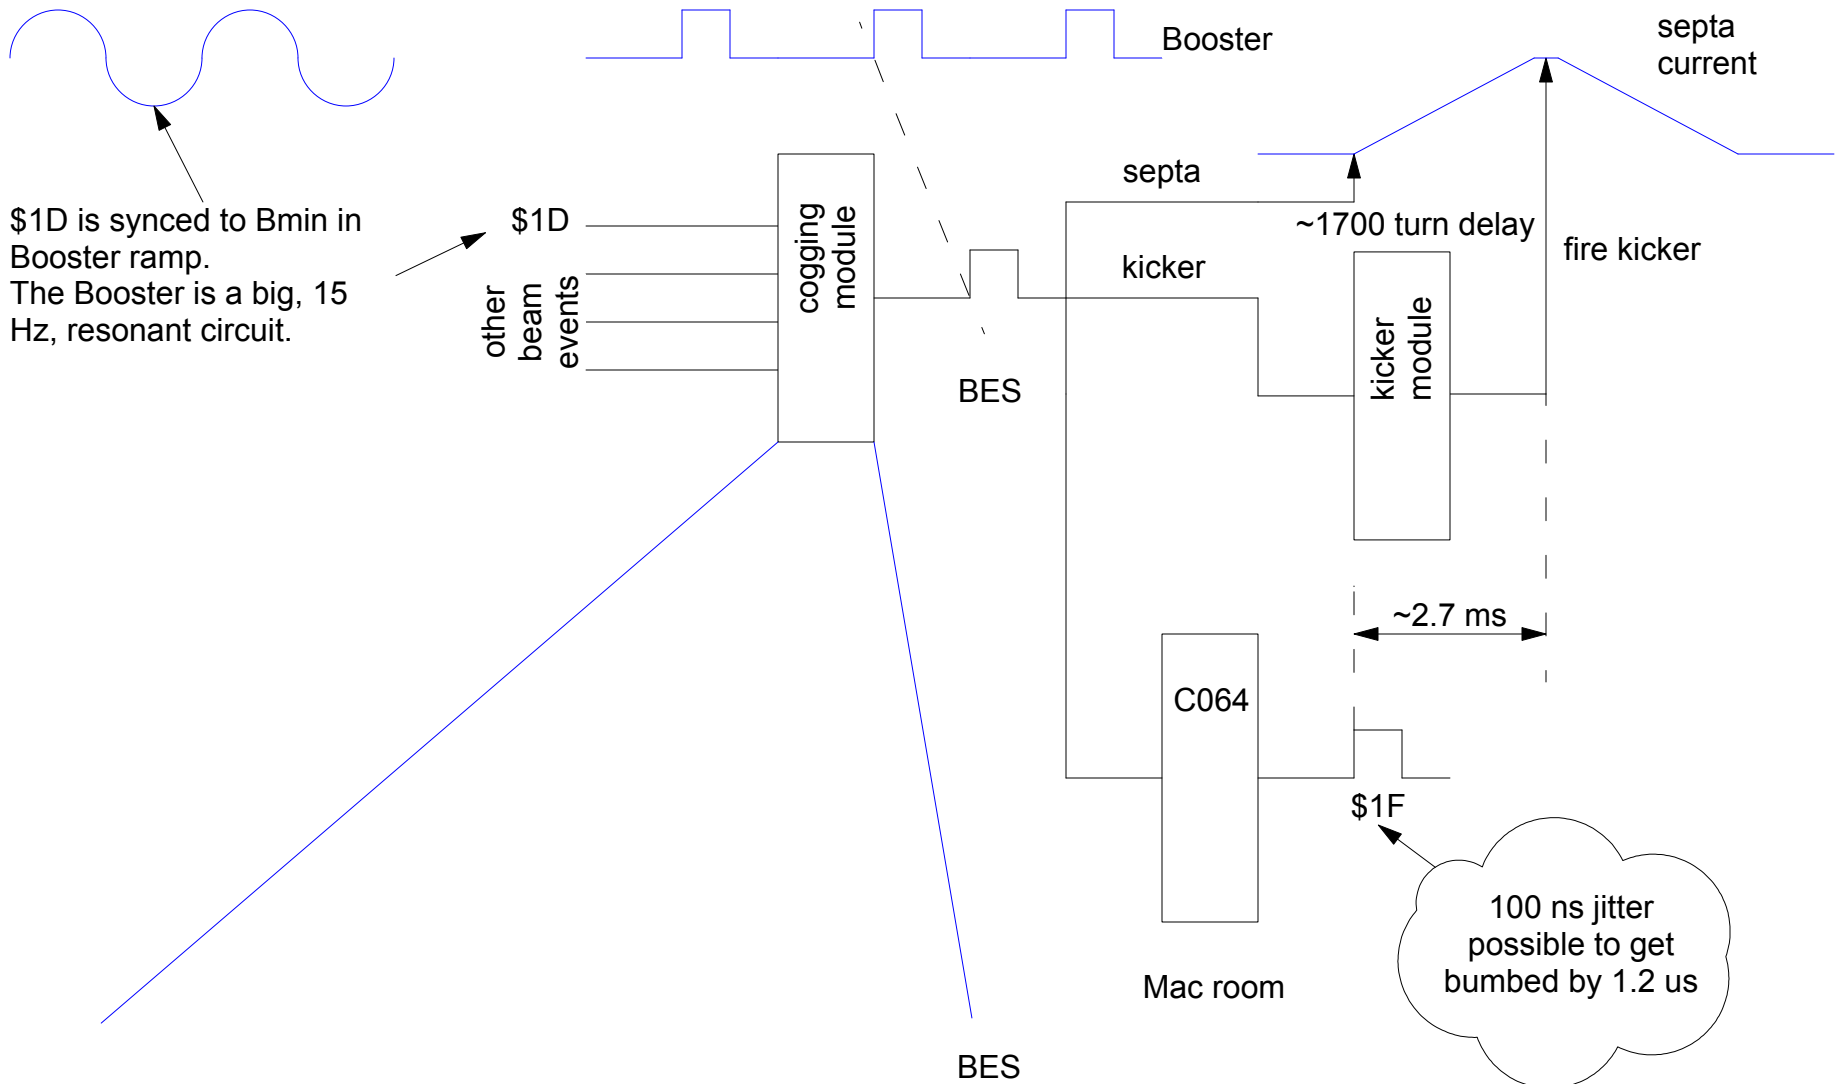 Booster
septa
current
septa
$1D is synced to Bmin in
Booster ramp.
The Booster is a big, 15
Hz, resonant circuit.
$1D
other
beam
events
cogging
module
kicker
~1700 turn delay
fire kicker
kicker
module
BES
~2.7 ms
C064
$1F
100 ns jitter
possible to get
bumbed by 1.2 us
Mac room
BES